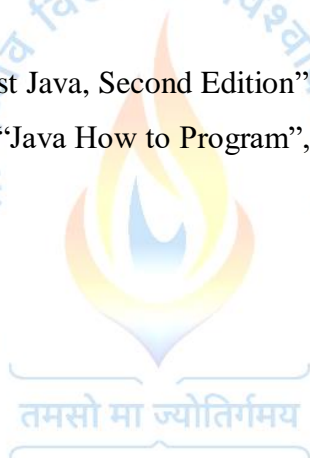 st Java, Second Edition”
“Java How to Program”,
तमसो मा ज्योतिर्गमय